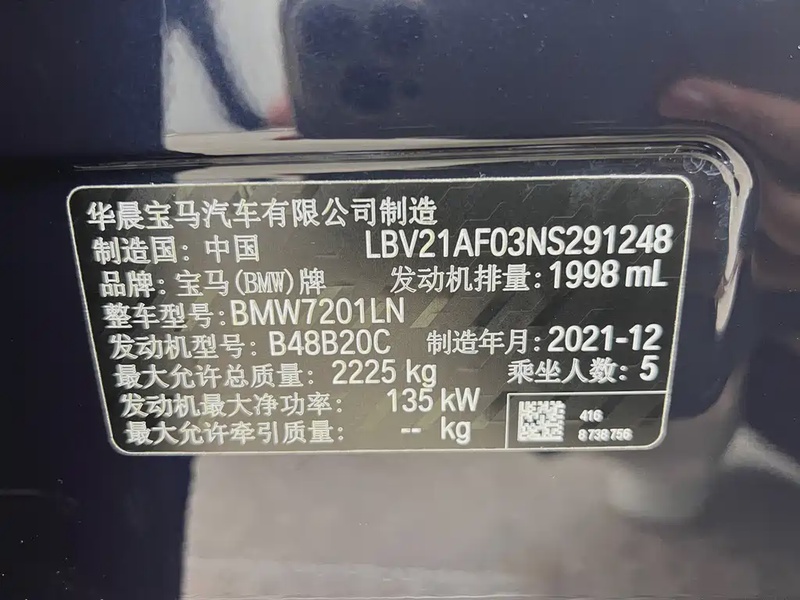 华晨宝马汽车有限公司制造
制造国: 中国 LBV21AF03NS291248
品牌: 宝马(BMW)牌 发动机排量: 1998 mL
整车型号: BMW7201LN
发动机型号: B48B20C 制造年月: 2021-12
最大允许总质量: 2225 kg 乘坐人数: 5
发动机最大净功率: 135 kW
最大允许牵引质量: -- kg
416
8738756